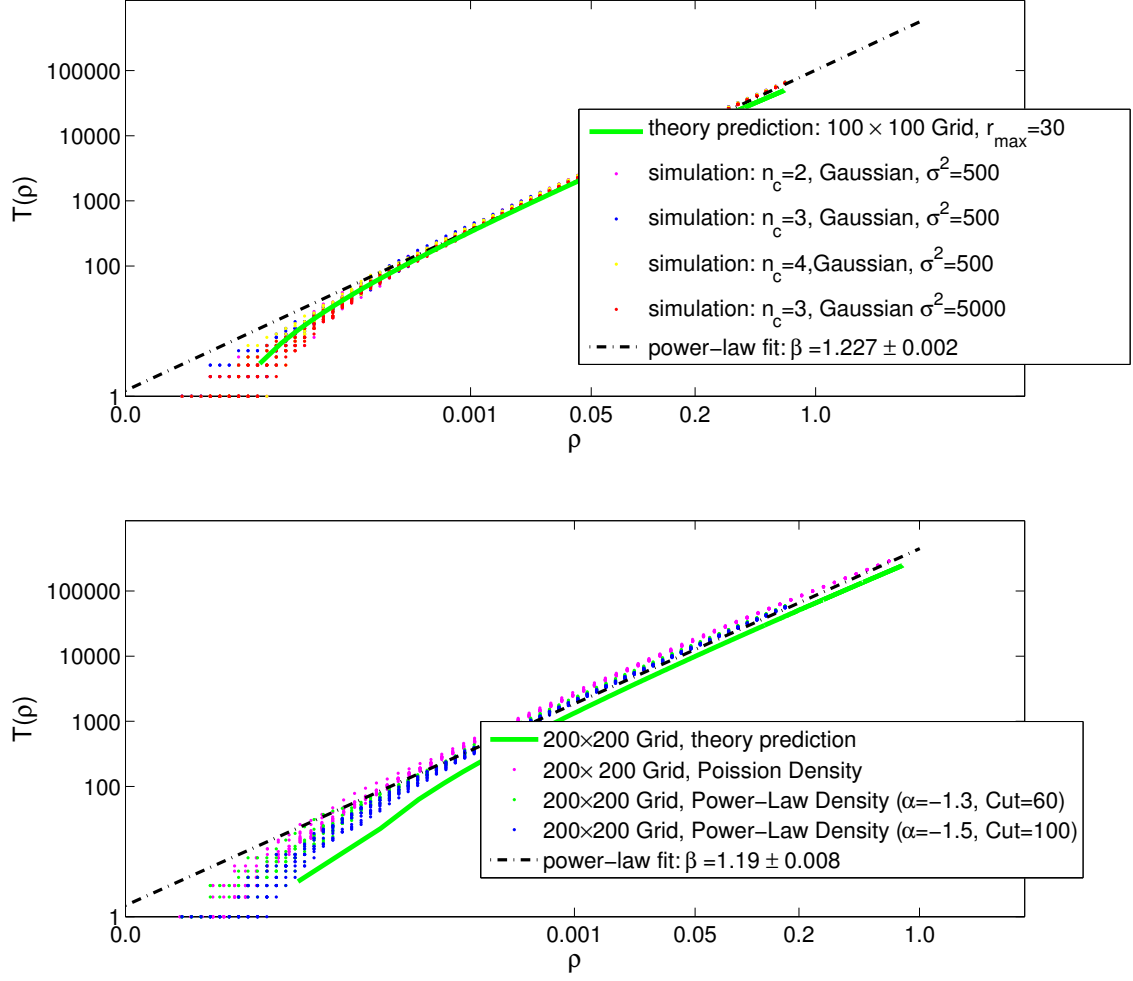 100000
10000
1000
100
1
T(ρ)
0.0 0.001 0.05 0.2 1.0
ρ
theory prediction: 100 × 100 Grid, r_max=30
simulation: n_c=2, Gaussian, σ^2=500
simulation: n_c=3, Gaussian, σ^2=500
simulation: n_c=4,Gaussian, σ^2=500
simulation: n_c=3, Gaussian σ^2=5000
power-law fit: β =1.227 ± 0.002
100000
10000
1000
100
1
T(ρ)
0.0 0.001 0.05 0.2 1.0
ρ
200×200 Grid, theory prediction
200× 200 Grid, Poission Density
200×200 Grid, Power-Law Density (α=-1.3, Cut=60)
200×200 Grid, Power-Law Density (α=-1.5, Cut=100)
power-law fit: β =1.19 ± 0.008